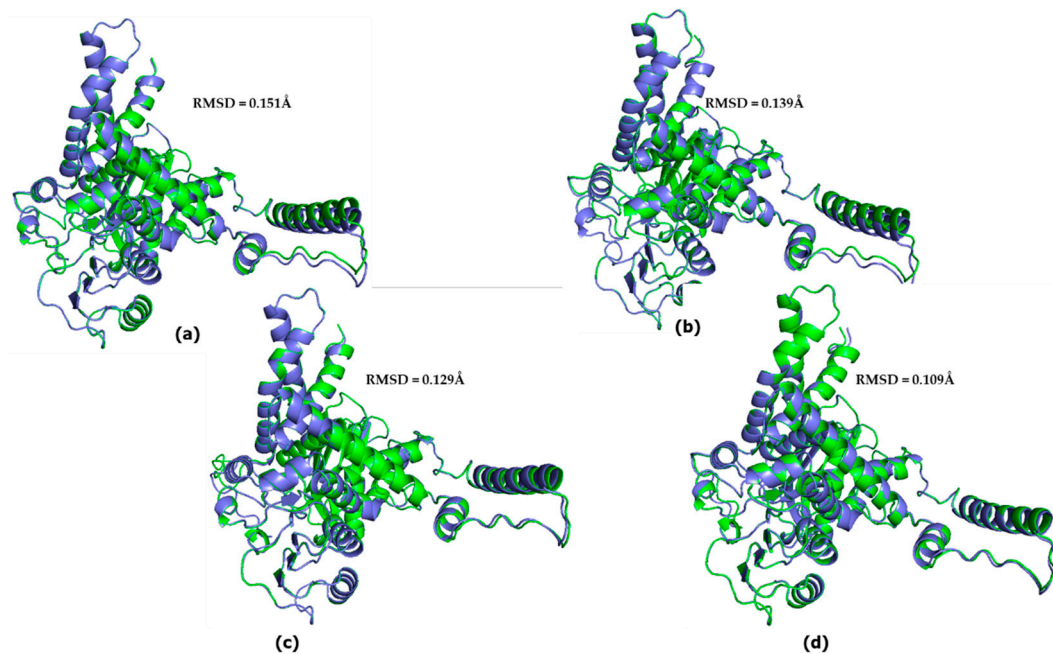 RMSD = 0.151Å
RMSD = 0.139Å
(a)
(b)
RMSD = 0.129Å
RMSD = 0.109Å
(c)
(d)